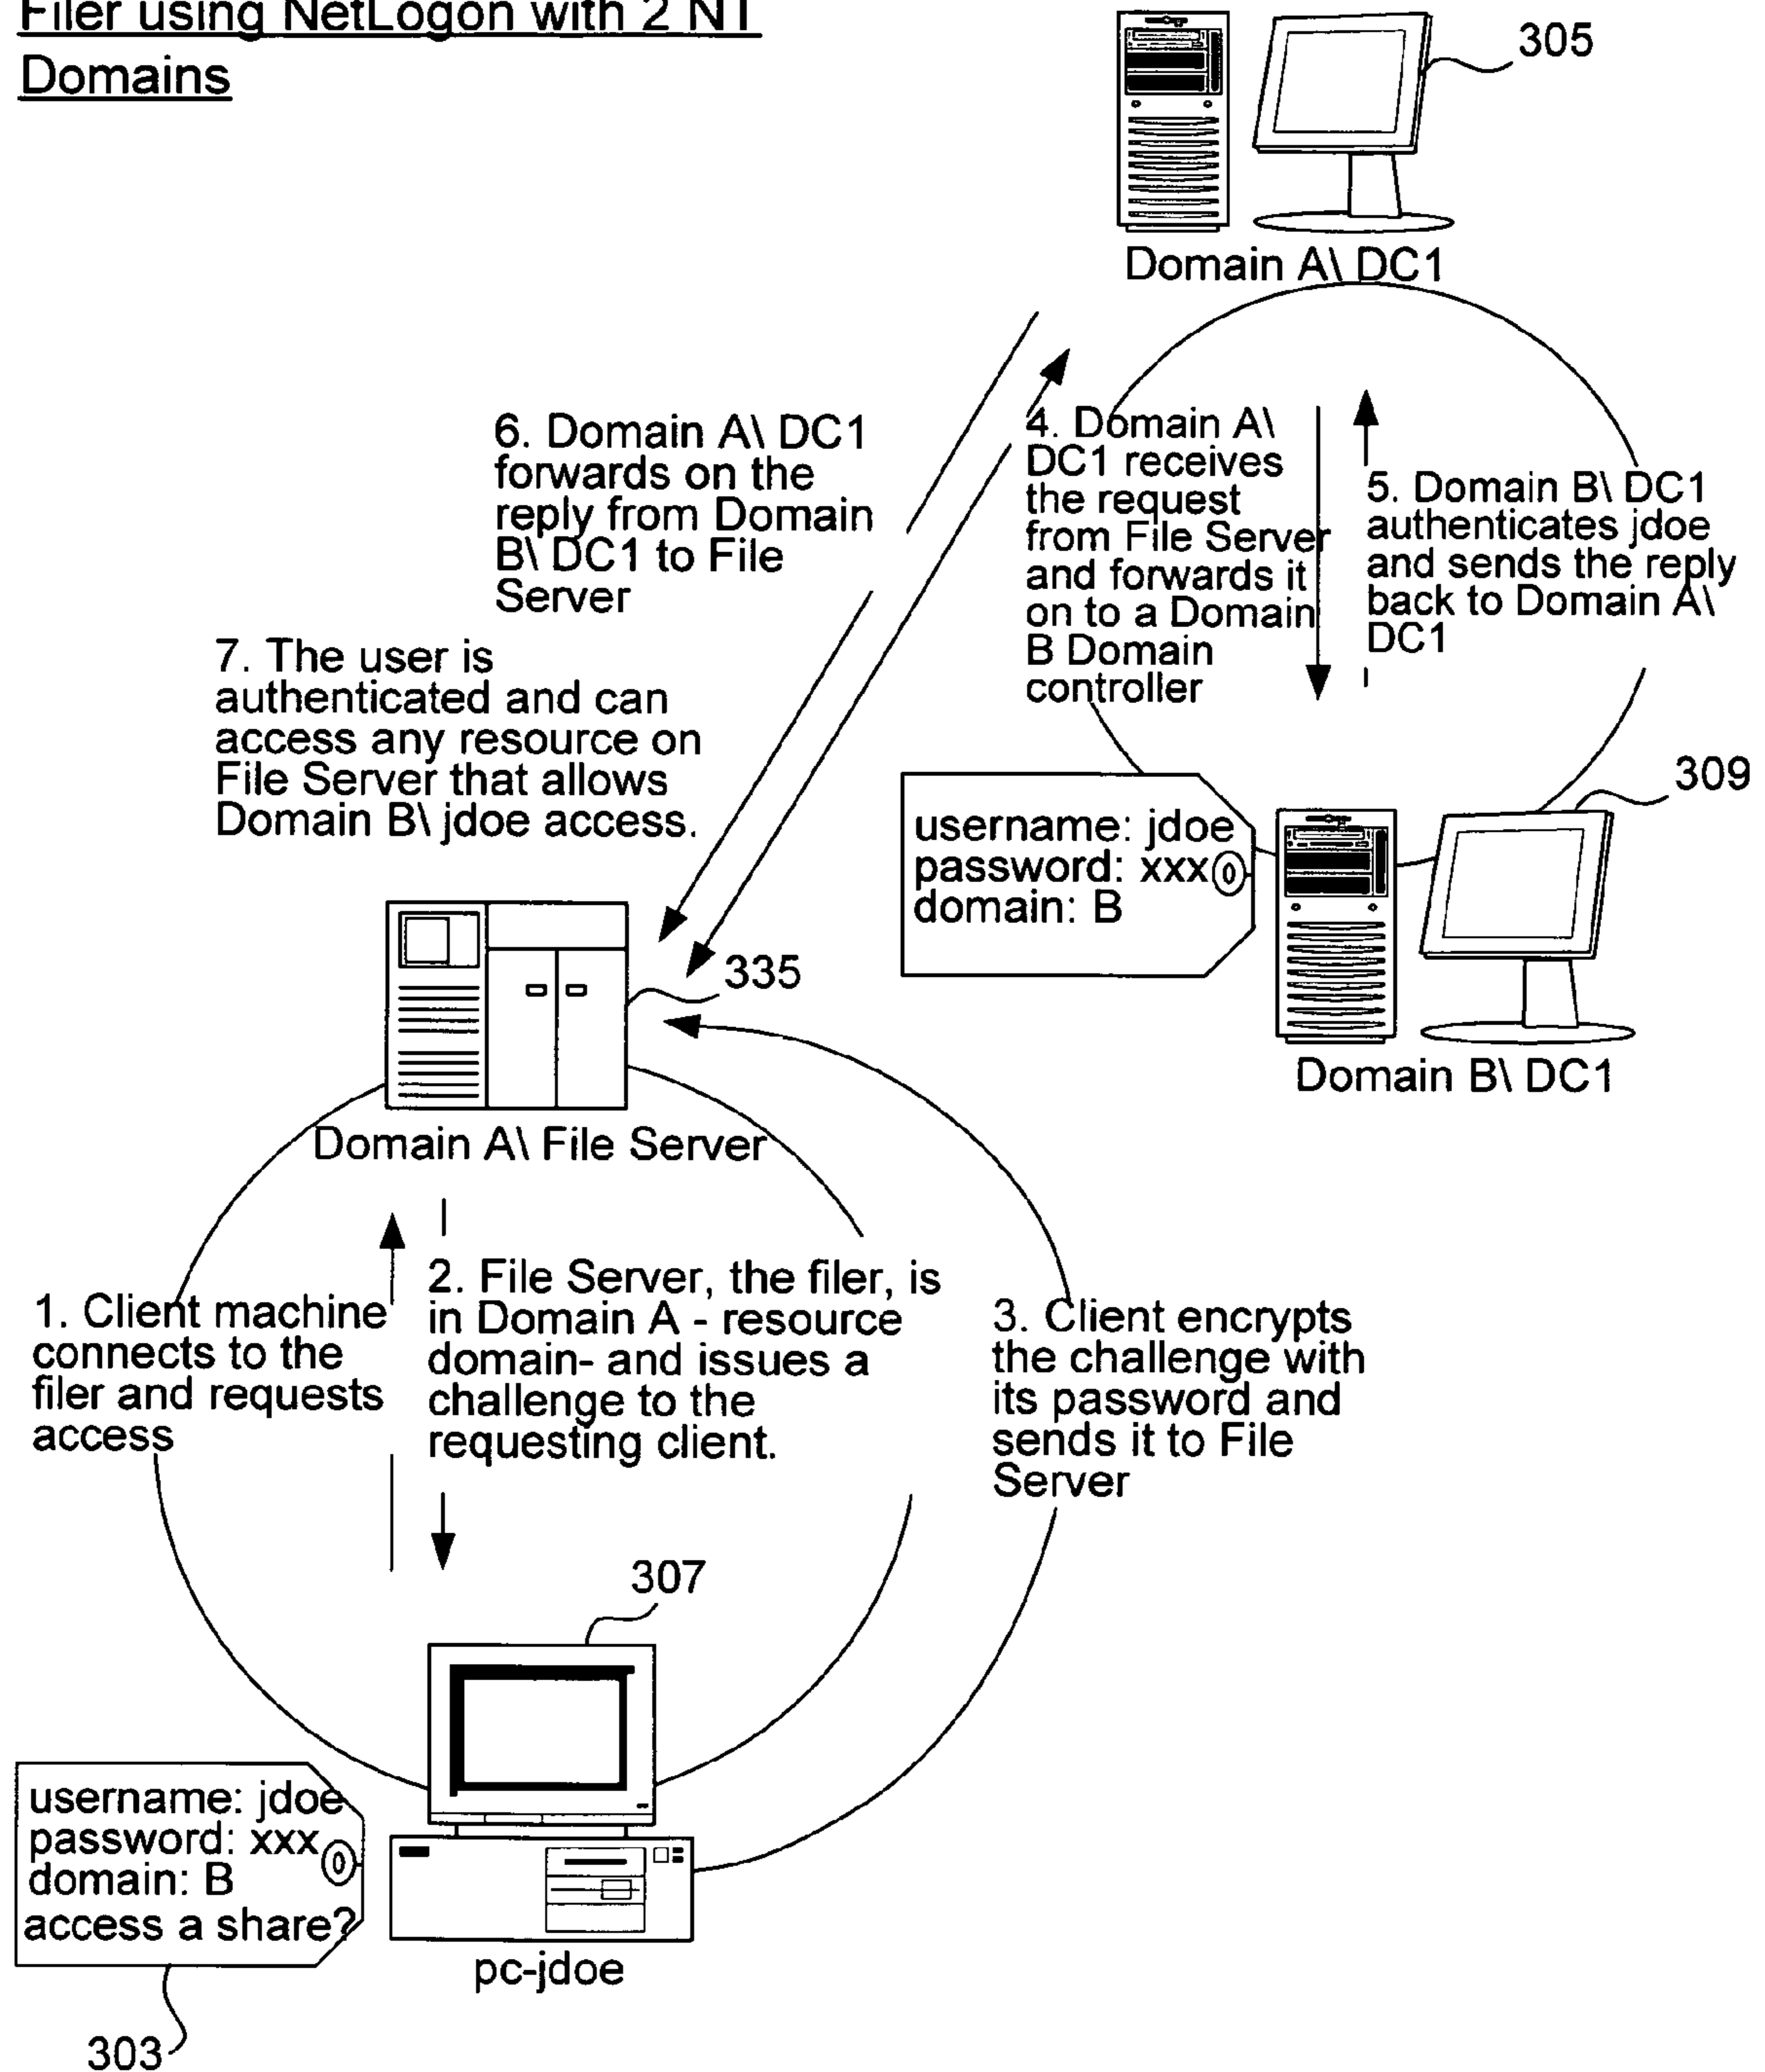 Filer using NetLogon with 2 NT
Domains
305
Domain A\ DC1
6. Domain A\ DC1
forwards on the
reply from Domain
B\ DC1 to File
Server
4. Domain A\
DC1 receives
the request
from File Server
and forwards it
on to a Domain
B Domain
controller
5. Domain B\ DC1
authenticates jdoe
and sends the reply
back to Domain A\
DC1
7. The user is
authenticated and can
access any resource on
File Server that allows
Domain B\ jdoe access.
309
username: jdoe
password: xxx
domain: B
335
Domain B\ DC1
Domain A\ File Server
1. Client machine
connects to the
filer and requests
access
2. File Server, the filer, is
in Domain A - resource
domain- and issues a
challenge to the
requesting client.
3. Client encrypts
the challenge with
its password and
sends it to File
Server
307
username: jdoe
password: xxx
domain: B
access a share?
pc-jdoe
303